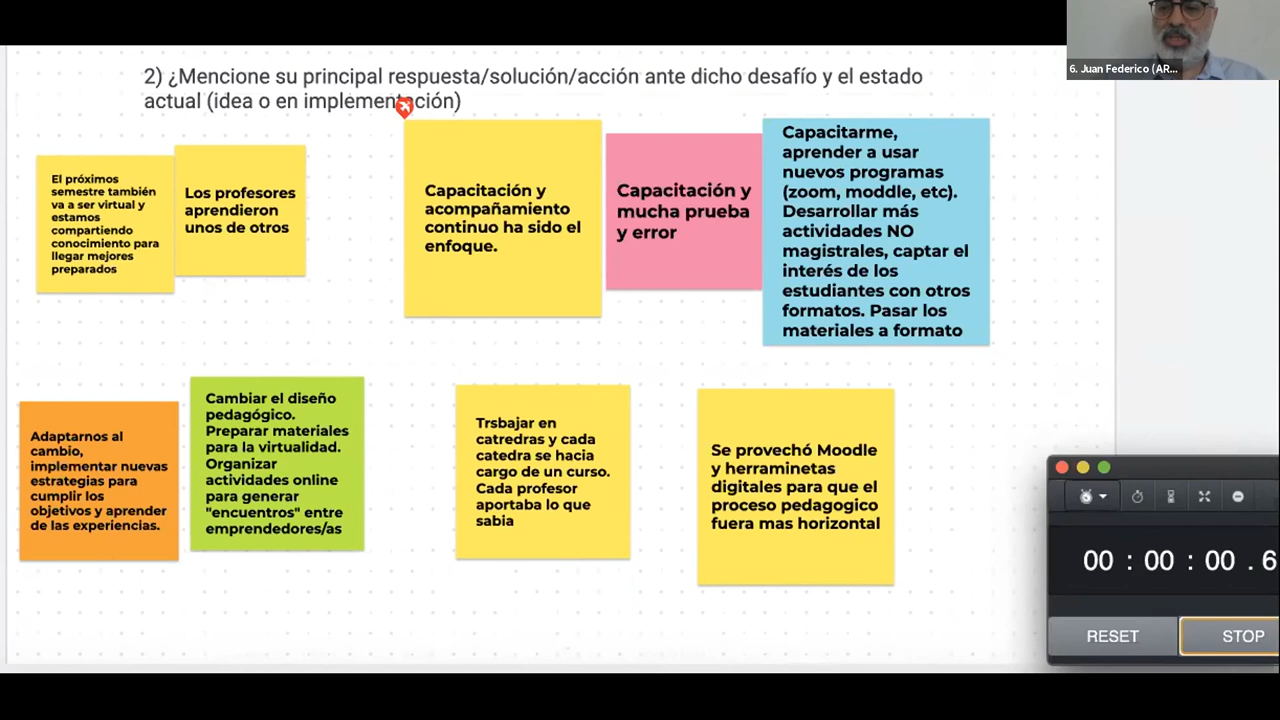 6. Juan Federico (AR...
2) ¿Mencione su principal respuesta/solución/acción ante dicho desafío y el estado
actual (idea o en implementación)
El próximos
semestre también
va a ser virtual y
estamos
compartiendo
conocimiento para
llegar mejores
preparados
Los profesores
aprendieron
unos de otros
Capacitación y
acompañamiento
continuo ha sido el
enfoque.
Capacitación y
mucha prueba
y error
Capacitarme,
aprender a usar
nuevos programas
(zoom, moddle, etc).
Desarrollar más
actividades NO
magistrales, captar el
interés de los
estudiantes con otros
formatos. Pasar los
materiales a formato
Adaptarnos al
cambio,
implementar nuevas
estrategias para
cumplir los
objetivos y aprender
de las experiencias.
Cambiar el diseño
pedagógico.
Preparar materiales
para la virtualidad.
Organizar
actividades online
para generar
"encuentros" entre
emprendedores/as
Trsbajar en
catredras y cada
catedra se hacia
cargo de un curso.
Cada profesor
aportaba lo que
sabia
Se provechó Moodle
y herraminetas
digitales para que el
proceso pedagogico
fuera mas horizontal
00 : 00 : 00 . 6
RESET
STOP